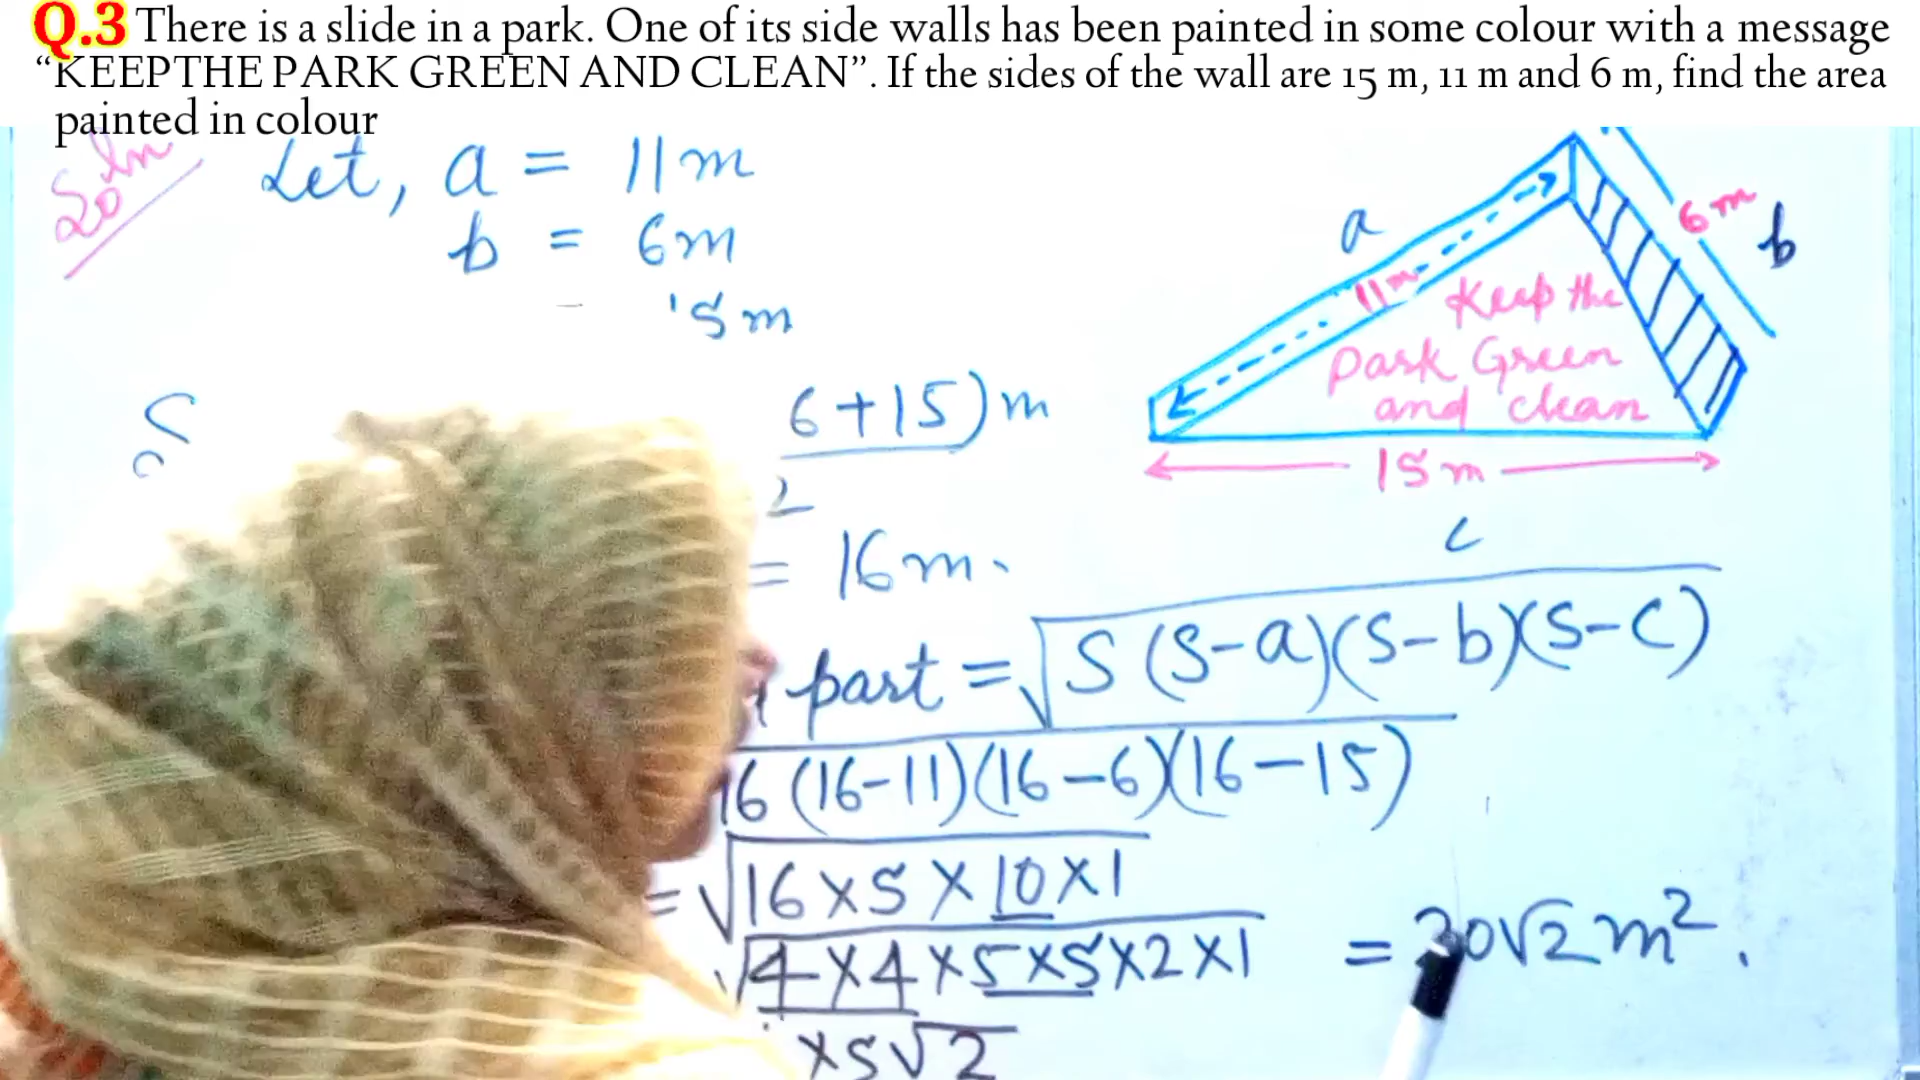 Q.3 There is a slide in a park. One of its side walls has been painted in some colour with a message
“KEEPTHE PARK GREEN AND CLEAN”. If the sides of the wall are 15 m, 11 m and 6 m, find the area
painted in colour
Soln
Let, a = 11m
b = 6m
= 15m
6+15)m
2
= 16m.
part = √S(S-a)(S-b)(S-c)
16(16-11)(16-6)(16-15)
= √16×5×10×1
√4×4×5×5×2×1
×5√2
= 20√2 m².
a
11m
6m
b
Keep the
Park Green
and clean
15m
c